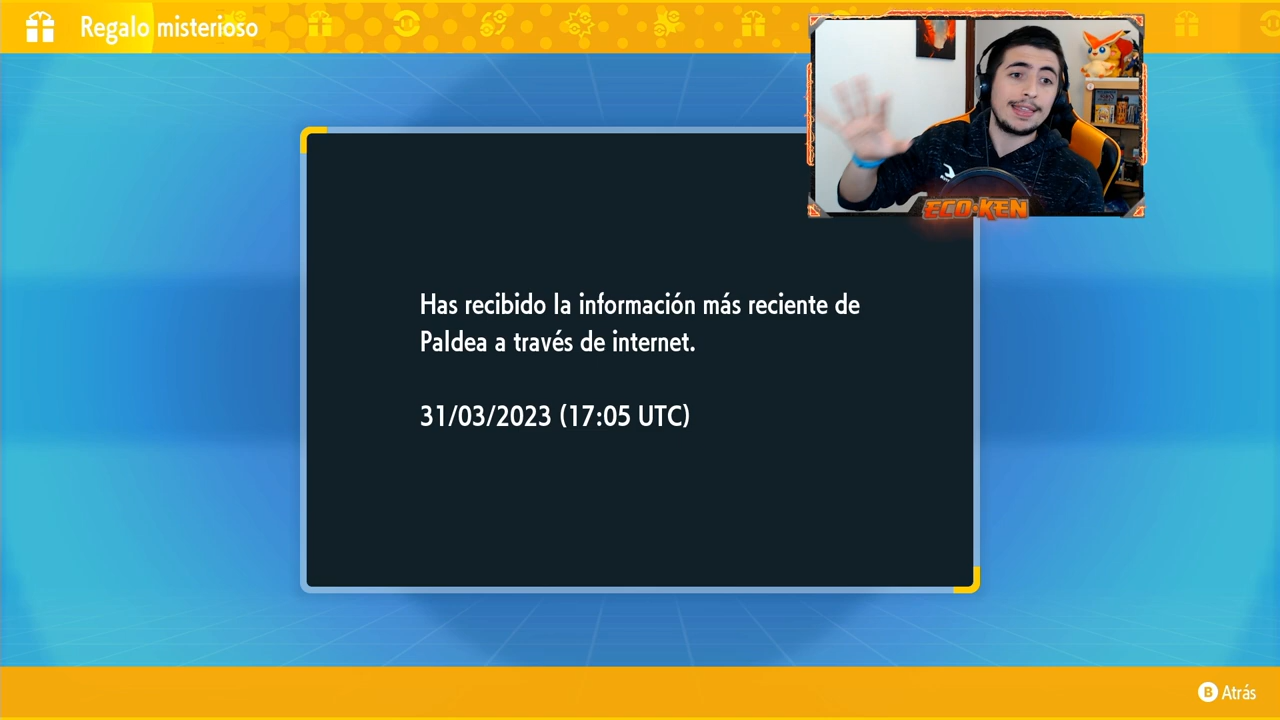 Regalo misterioso
ECO·KEN
Has recibido la información más reciente de
Paldea a través de internet.
31/03/2023 (17:05 UTC)
B Atrás